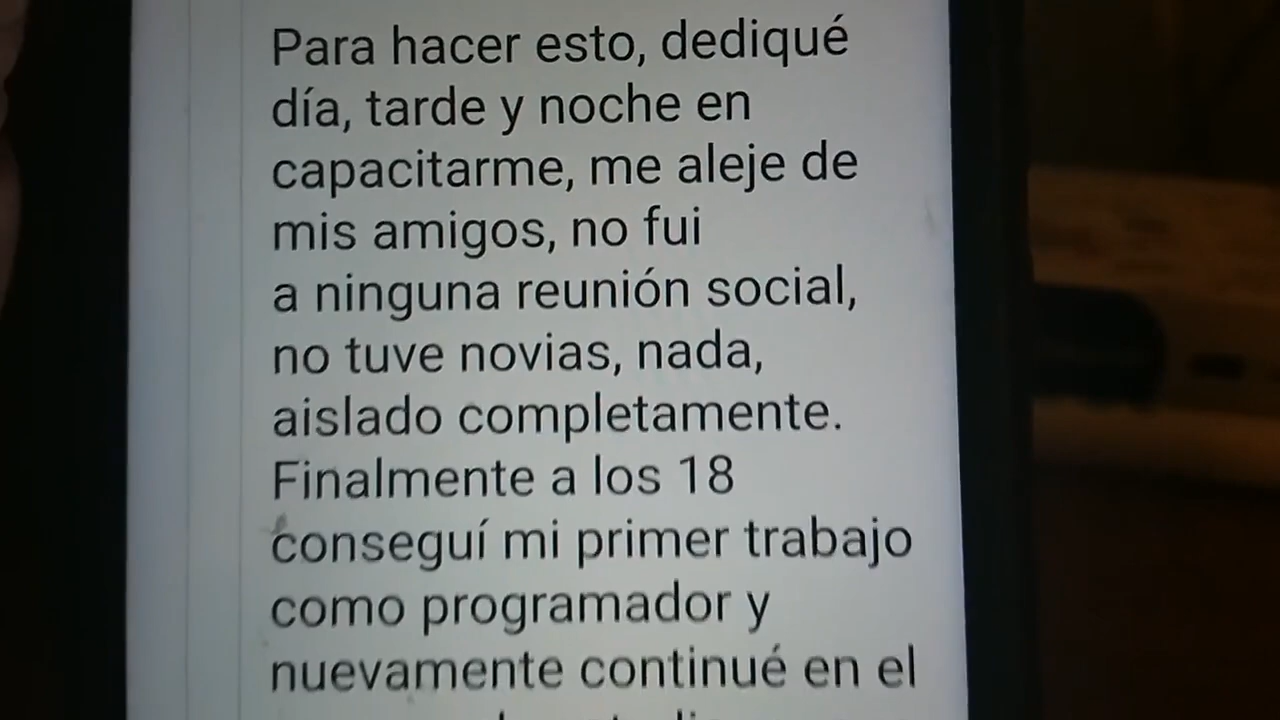 Para hacer esto, dediqué
día, tarde y noche en
capacitarme, me aleje de
mis amigos, no fui
a ninguna reunión social,
no tuve novias, nada,
aislado completamente.
Finalmente a los 18
conseguí mi primer trabajo
como programador y
nuevamente continué en el